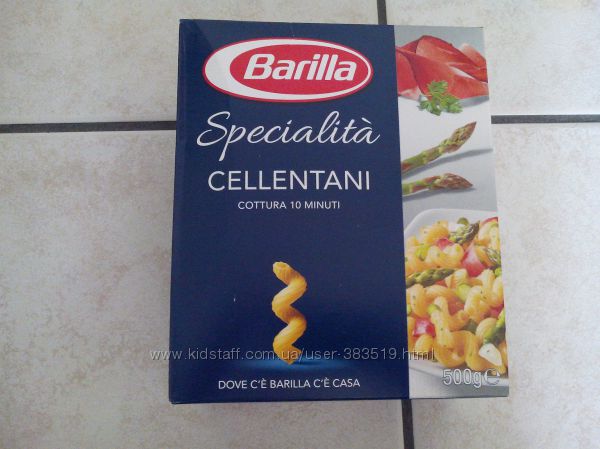 Barilla
Specialità
CELLENTANI
COTTURA 10 MINUTI
www.kidstaff.com.ua/user-383519.html
500g℮
DOVE C'È BARILLA C'È CASA